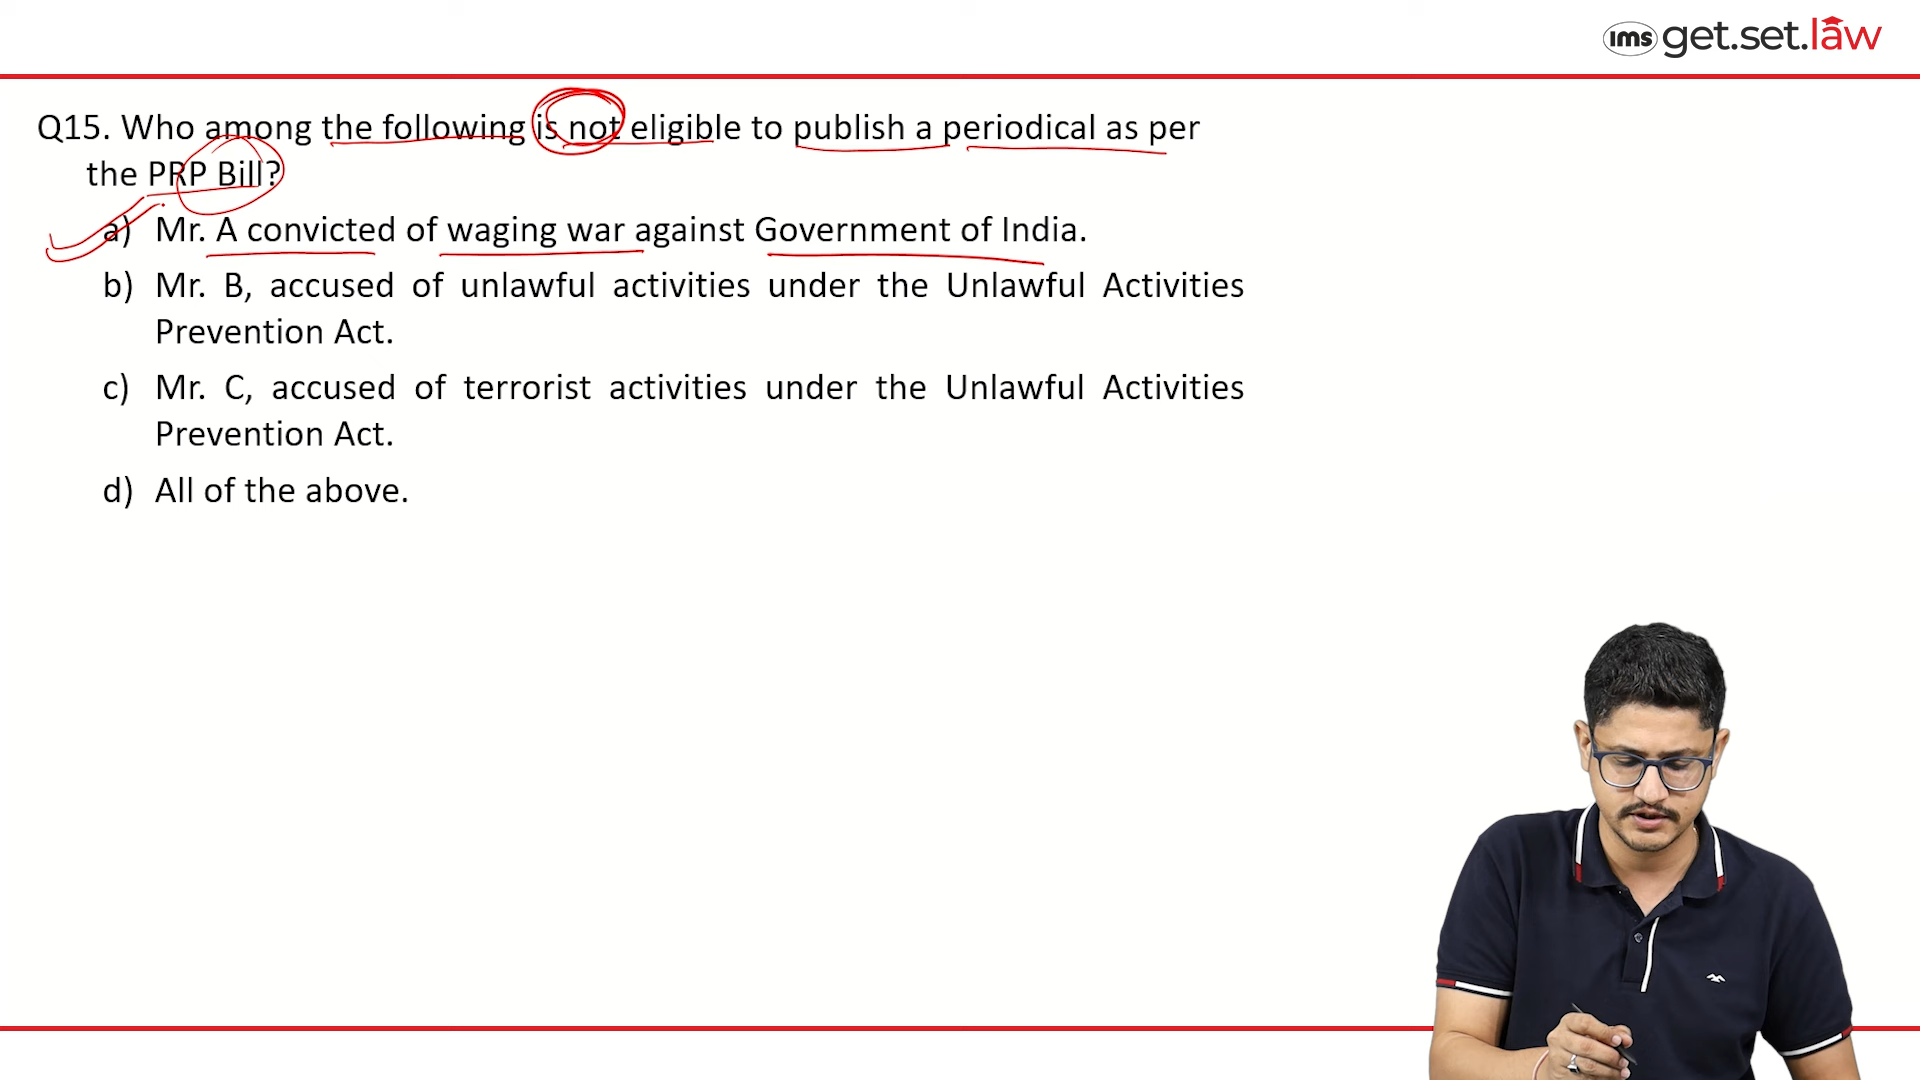 ims get.set.law
Q15. Who among the following is not eligible to publish a periodical as per
the PRP Bill?
a) Mr. A convicted of waging war against Government of India.
b) Mr. B, accused of unlawful activities under the Unlawful Activities
Prevention Act.
c) Mr. C, accused of terrorist activities under the Unlawful Activities
Prevention Act.
d) All of the above.